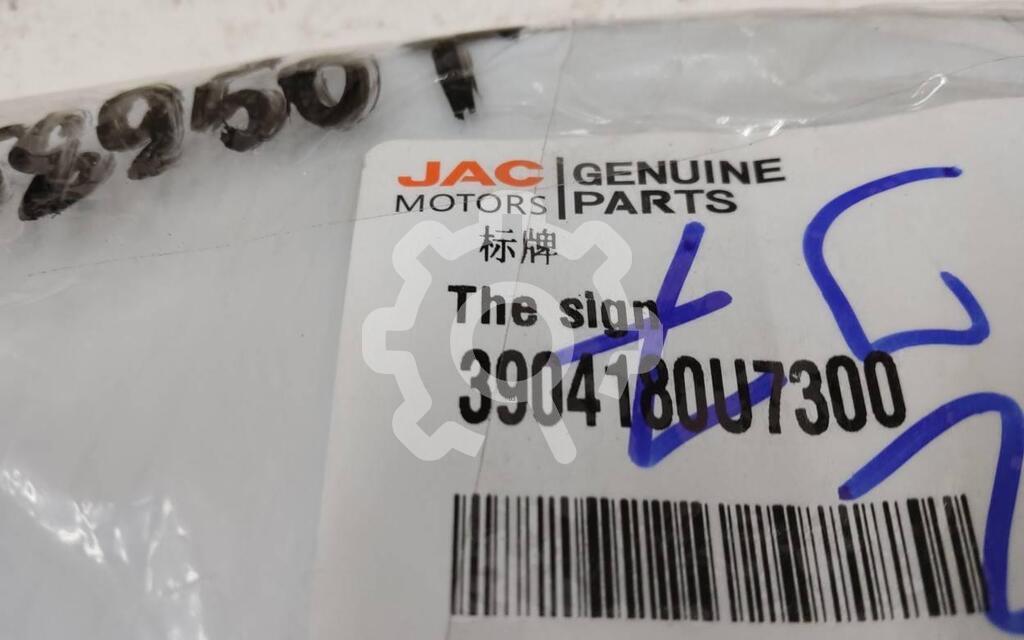 JAC
MOTORS
GENUINE
PARTS
标牌
The sign
3904180U7300